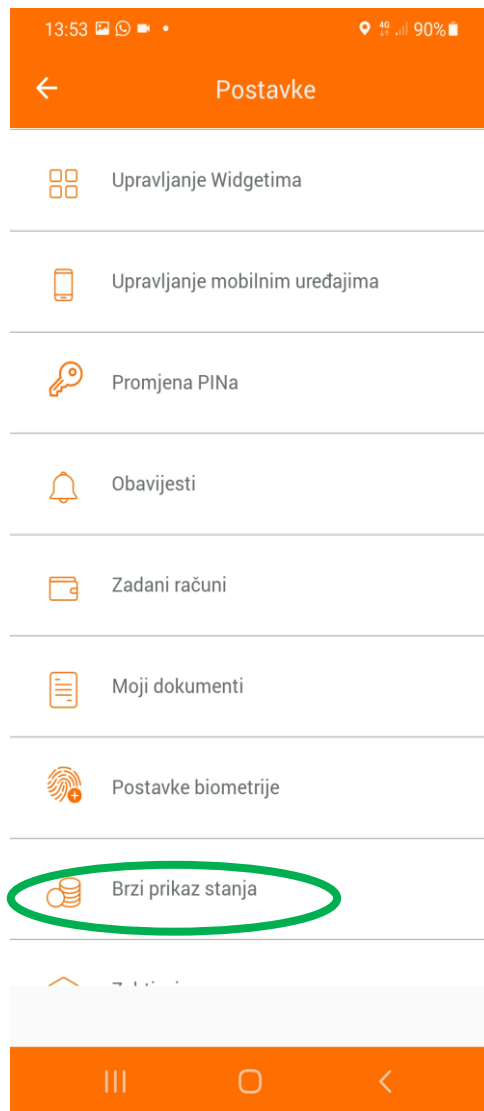 13:53 4G 90%
Postavke
Upravljanje Widgetima
Upravljanje mobilnim uređajima
Promjena PINa
Obavijesti
Zadani računi
Moji dokumenti
Postavke biometrije
Brzi prikaz stanja